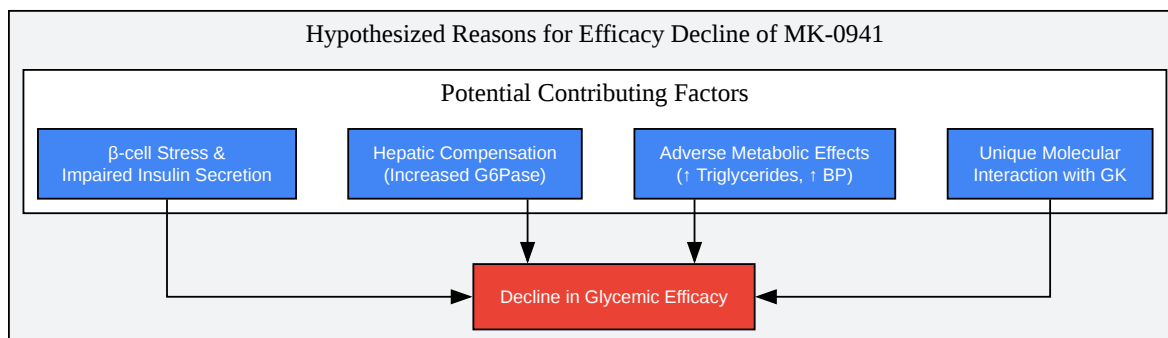 Hypothesized Reasons for Efficacy Decline of MK-0941
Potential Contributing Factors
β-cell Stress &
Impaired Insulin Secretion
Hepatic Compensation
(Increased G6Pase)
Adverse Metabolic Effects
(↑ Triglycerides, ↑ BP)
Unique Molecular
Interaction with GK
Decline in Glycemic Efficacy